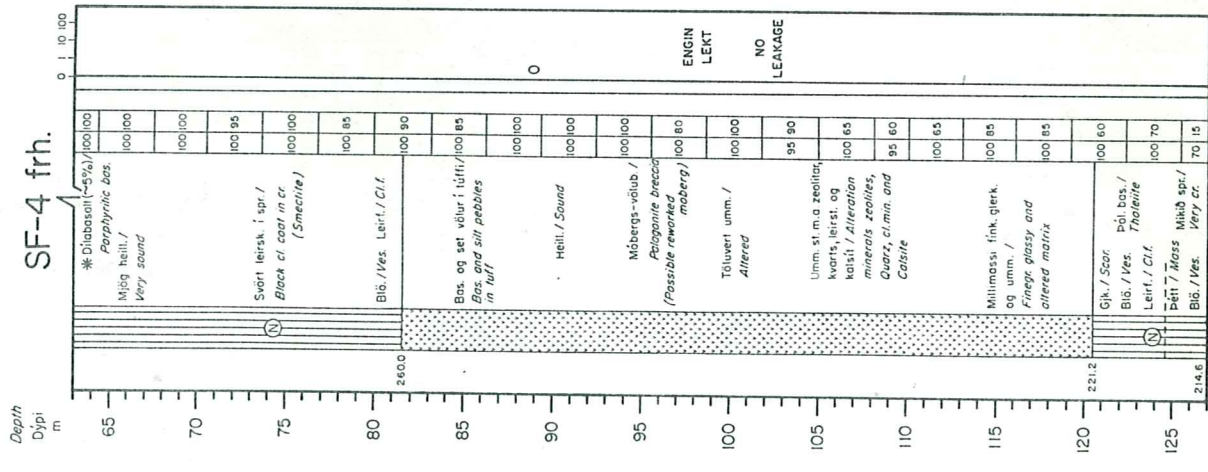 SF-4 frh.
Depth
Dýpi
m
65
70
75
80
85
90
95
100
105
110
115
120
125
260.0
221.2
214.6
N
N
✳ Dílabasalt (~5%)/
Porphyritic bas.
Mjög heill./
Very sound
Svört leirsk. í spr./
Black cl coat in cr.
(Smectite)
Blö./Ves. Leirf./Cl.f.
Bas. og set völur í túffi/
Bas. and silt pebbles
in tuff
Heill./Sound
Móbergs-völub./
Palagonite breccia
(Possible reworked
moberg)
Töluvert umm./
Altered
Umm. st. m.a zeolitar,
kvarts, leirst. og
kalsít / Alteration
minerals zeolites,
Quarz, cl.min. and
Calsite
Millimassi fínk. glerk.
og umm. /
Finegr. glassy and
altered matrix
Gjk./Scor.
Blö./Ves. Þól. bas./
Leirf./Cl.f. Tholeiite
Þétt / Mass Mikið spr./
Blö./Ves. Very cr.
100 100
100 100
100 100
100 95
100 100
100 85
100 90
100 85
100 100
100 100
100 100
100 80
100 100
95 90
100 65
95 60
100 85
100 85
100 60
100 70
70 15
0 1 10 100
0
ENGIN
LEKT
NO
LEAKAGE